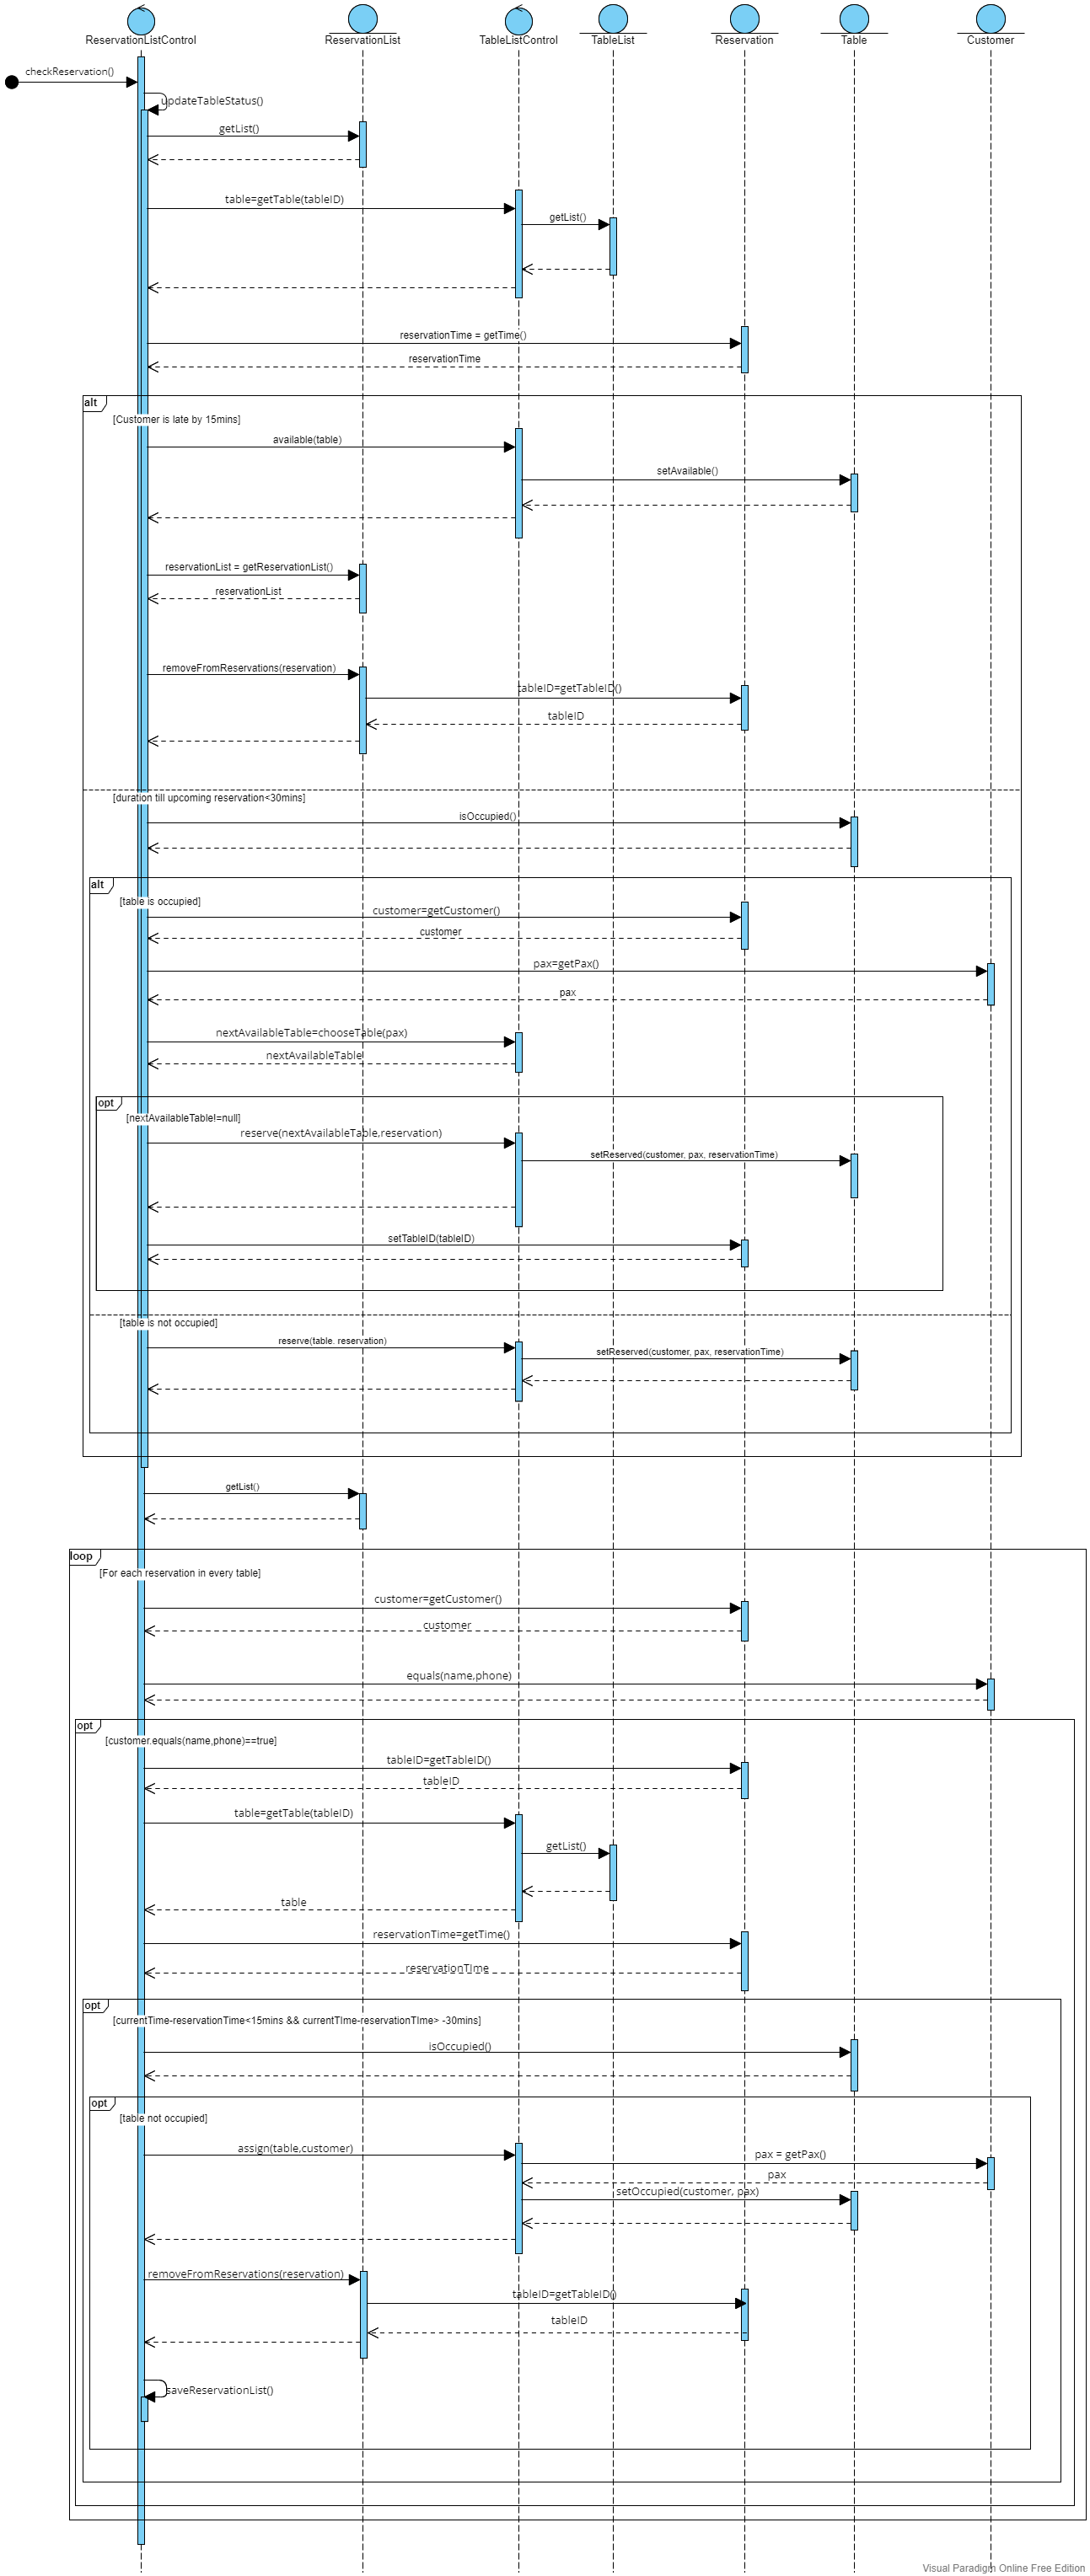 ReservationListControl
ReservationList
TableListControl
TableList
Reservation
Table
Customer
checkReservation()
updateTableStatus()
getList()
table=getTable(tableID)
getList()
reservationTime = getTime()
reservationTime
alt
[Customer is late by 15mins]
available(table)
setAvailable()
reservationList = getReservationList()
reservationList
removeFromReservations(reservation)
tableID=getTableID()
tableID
[duration till upcoming reservation<30mins]
isOccupied()
alt
[table is occupied]
customer=getCustomer()
customer
pax=getPax()
pax
nextAvailableTable=chooseTable(pax)
nextAvailableTable
opt
[nextAvailableTable!=null]
reserve(nextAvailableTable,reservation)
setReserved(customer, pax, reservationTime)
setTableID(tableID)
[table is not occupied]
reserve(table. reservation)
setReserved(customer, pax, reservationTime)
getList()
loop
[For each reservation in every table]
customer=getCustomer()
customer
equals(name,phone)
opt
[customer.equals(name,phone)==true]
tableID=getTableID()
tableID
table=getTable(tableID)
getList()
table
reservationTime=getTime()
reservationTIme
opt
[currentTime-reservationTime<15mins && currentTIme-reservationTIme> -30mins]
isOccupied()
opt
[table not occupied]
assign(table,customer)
pax = getPax()
pax
setOccupied(customer, pax)
removeFromReservations(reservation)
tableID=getTableID()
tableID
saveReservationList()
Visual Paradigm Online Free Edition